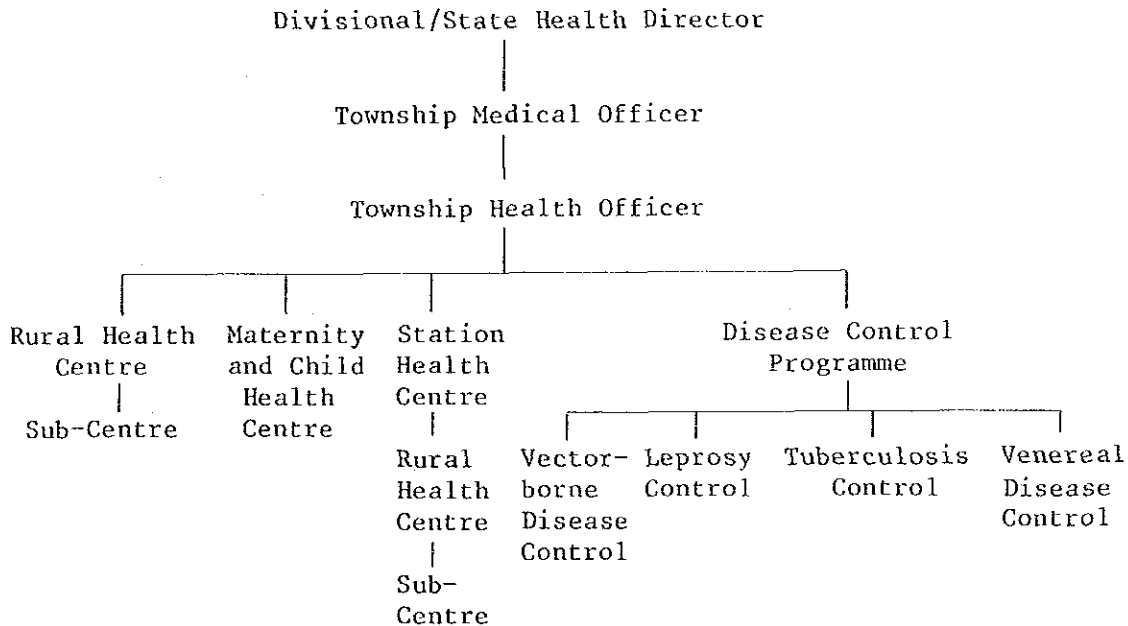 Divisional/State Health Director
Township Medical Officer
Township Health Officer
Rural Health
Centre
Sub-Centre
Maternity
and Child
Health
Centre
Station
Health
Centre
Rural
Health
Centre
Sub-
Centre
Disease Control
Programme
Vector-
borne
Disease
Control
Leprosy
Control
Tuberculosis
Control
Venereal
Disease
Control